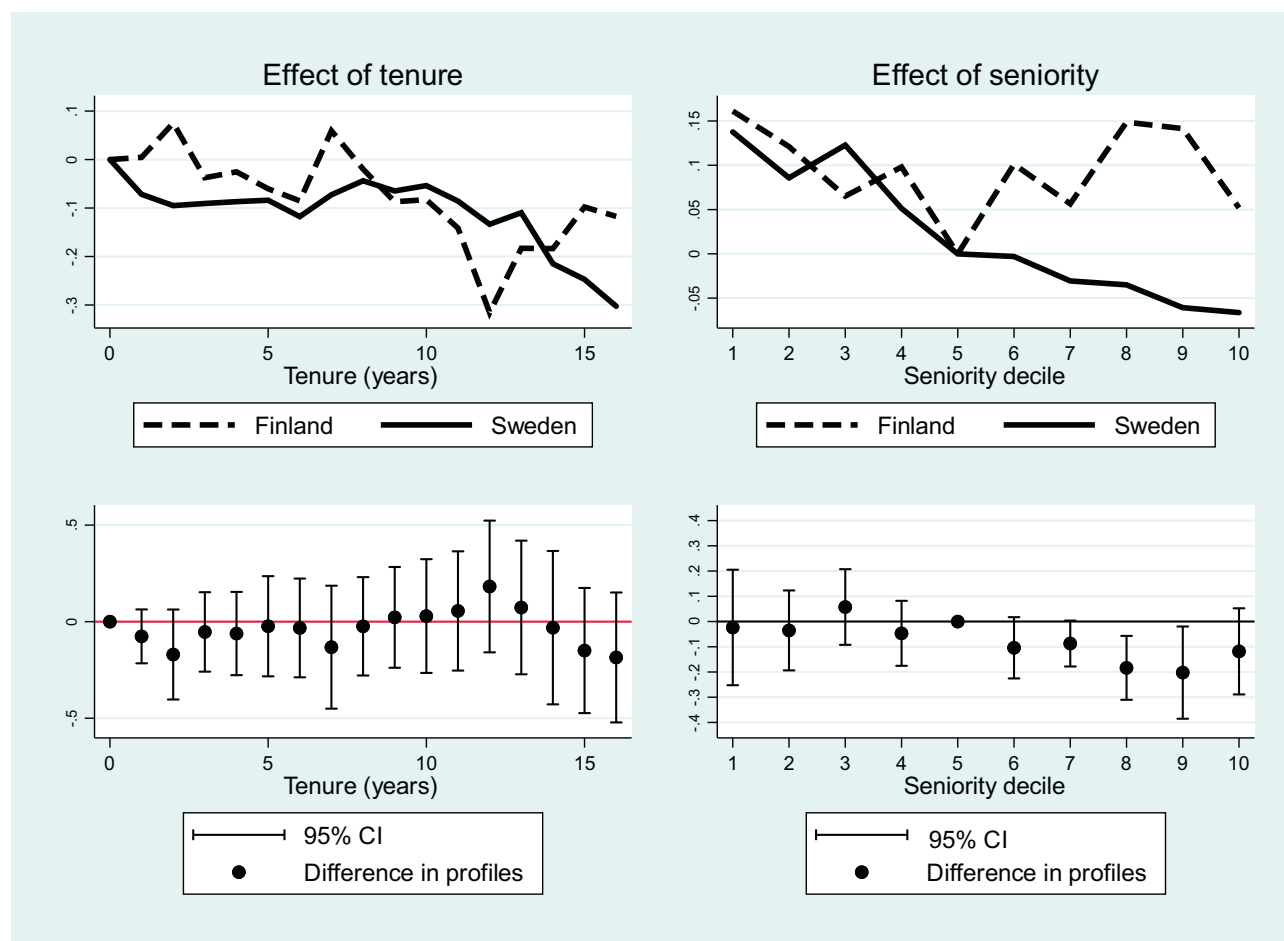 Effect of tenure
.1
0
-.1
-.2
-.3
0 5 10 15
Tenure (years)
Finland Sweden
Effect of seniority
.15
.1
.05
0
-.05
1 2 3 4 5 6 7 8 9 10
Seniority decile
Finland Sweden
.5
0
-.5
0 5 10 15
Tenure (years)
95% CI
Difference in profiles
.4
.3
.2
.1
0
-.1
-.2
-.3
-.4
1 2 3 4 5 6 7 8 9 10
Seniority decile
95% CI
Difference in profiles